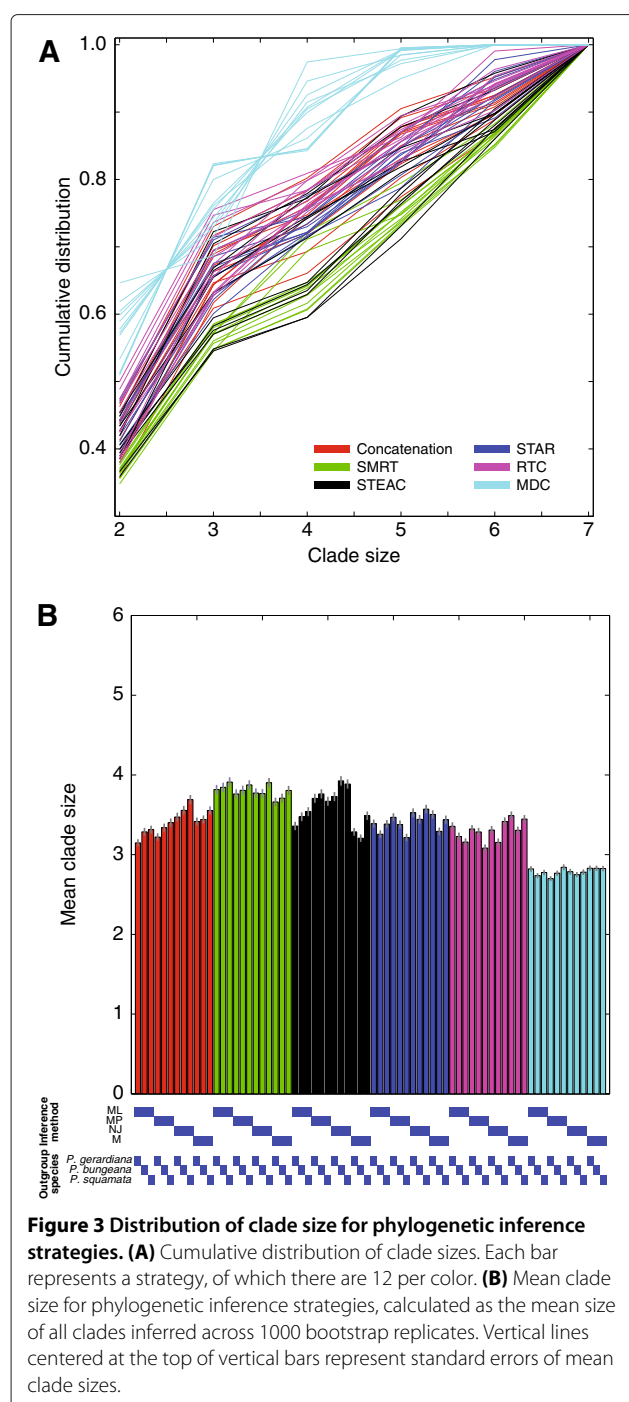 A
1.0
0.8
0.6
0.4
Cumulative distribution
2 3 4 5 6 7
Clade size
Concatenation
SMRT
STEAC
STAR
RTC
MDC
B
6
5
4
3
2
1
0
Mean clade size
Inference method
ML
MP
NJ
M
Outgroup species
P. gerardiana
P. bungeana
P. squamata
Figure 3 Distribution of clade size for phylogenetic inference
strategies. (A) Cumulative distribution of clade sizes. Each bar
represents a strategy, of which there are 12 per color. (B) Mean clade
size for phylogenetic inference strategies, calculated as the mean size
of all clades inferred across 1000 bootstrap replicates. Vertical lines
centered at the top of vertical bars represent standard errors of mean
clade sizes.